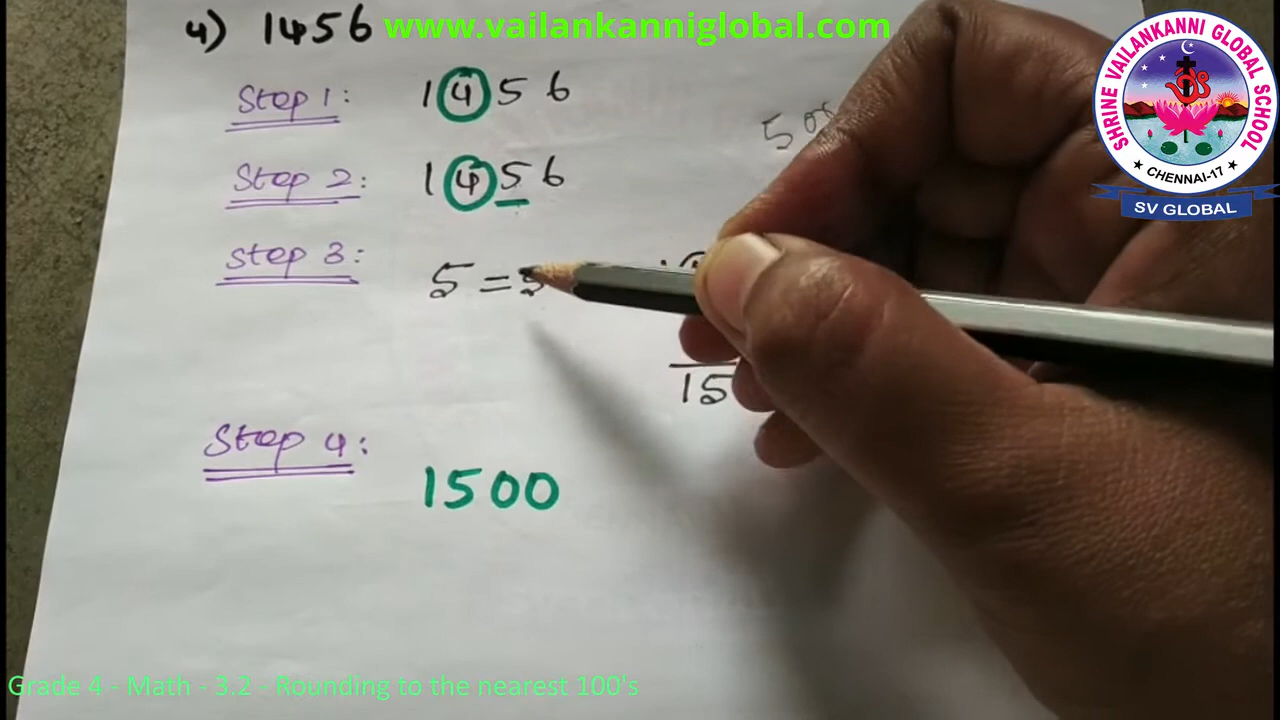 4) 1456
www.vailankanniglobal.com
Step 1: 1456
Step 2: 1456
Step 3: 5 = 5
15
Step 4:
1500
SHRINE VAILANKANNI GLOBAL SCHOOL
★ CHENNAI-17 ★
SV GLOBAL
Grade 4 - Math - 3.2 - Rounding to the nearest 100's